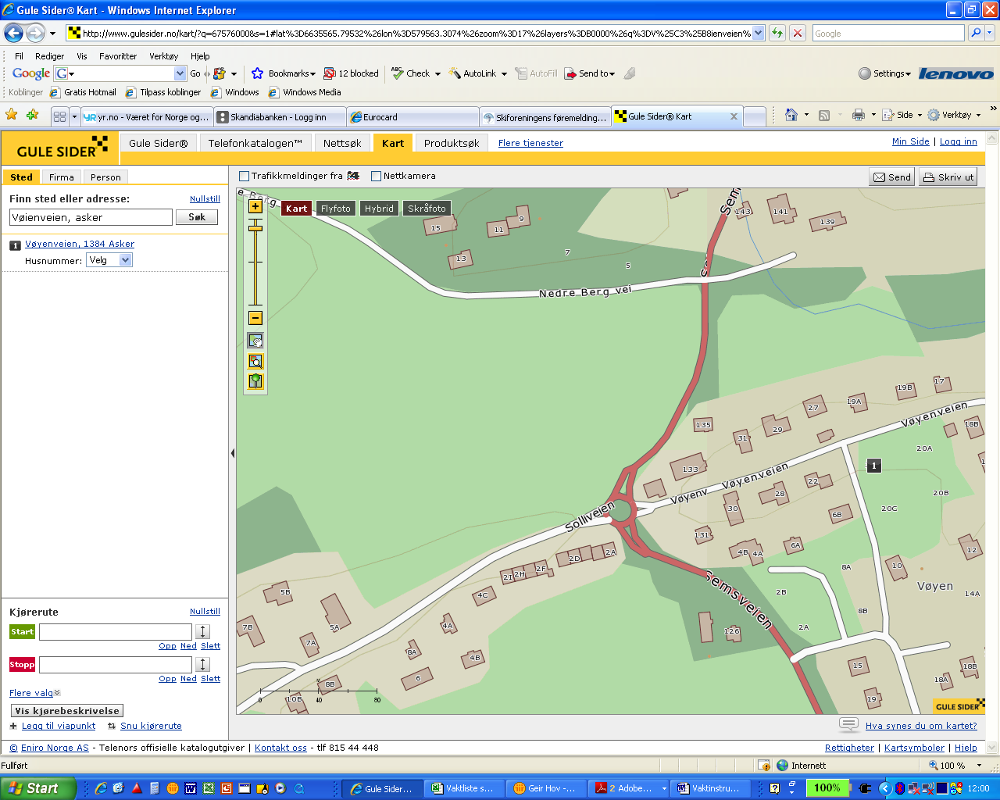 Gule Sider® Kart - Windows Internet Explorer
http://www.gulesider.no/kart/?q=67576000&s=1#lat%3D6635565.79532%26lon%3D579563.3074%26zoom%3D17%26layers%3DB0000%26q%3DV%25C3%25B8ienveien%
Google
Fil Rediger Vis Favoritter Verktøy Hjelp
Google G Go Bookmarks 12 blocked ABC Check AutoLink AutoFill Send to Settings lenovo
Koblinger Gratis Hotmail Tilpass koblinger Windows Windows Media
yr.no - Været for Norge og... Skandiabanken - Logg inn Eurocard Skiforeningens føremelding... Gule Sider® Kart Side Verktøy
GULE SIDER Gule Sider® Telefonkatalogen™ Nettsøk Kart Produktsøk Flere tjenester Min Side | Logg inn
Sted Firma Person
Trafikkmeldinger fra Nettkamera Send Skriv ut
Finn sted eller adresse: Nullstill
Vøienveien, asker Søk
1 Vøyenveien, 1384 Asker
Husnummer: Velg
Kart Flyfoto Hybrid Skråfoto
e Berg
Sem
143 141 139
15 11 9
13 7 5
Nedre Berg vei
17
19B
19A
27
Vøyenveien
135 29 31 18B
20A
1
133
Vøyenv Vøyenveien
22
28
20B
30 20C
6B
Solliveien
131
6A
4B 4A
12
2A
2D
2F
2H
2I
8A 10
Semsveien
Vøyen
2B 14A
5B 4C
8B
5A 4A
2A
126
7B
7A
8A
4B
15 18B
6 18A
8B
10B
19
0 40 80
GULE SIDER
Kjørerute Nullstill
Start
Opp Ned Slett
Stopp
Opp Ned Slett
Flere valg
Vis kjørebeskrivelse
Legg til viapunkt Snu kjørerute
Hva synes du om kartet?
© Eniro Norge AS - Telenors offisielle katalogutgiver | Kontakt oss - tlf 815 44 448 Rettigheter | Kartsymboler | Hjelp
Fullført Internett 100 %
Start Gule Sider... Vaktliste s... Geir Hov -... 2 Adobe... Vaktinstru... 100% 12:00